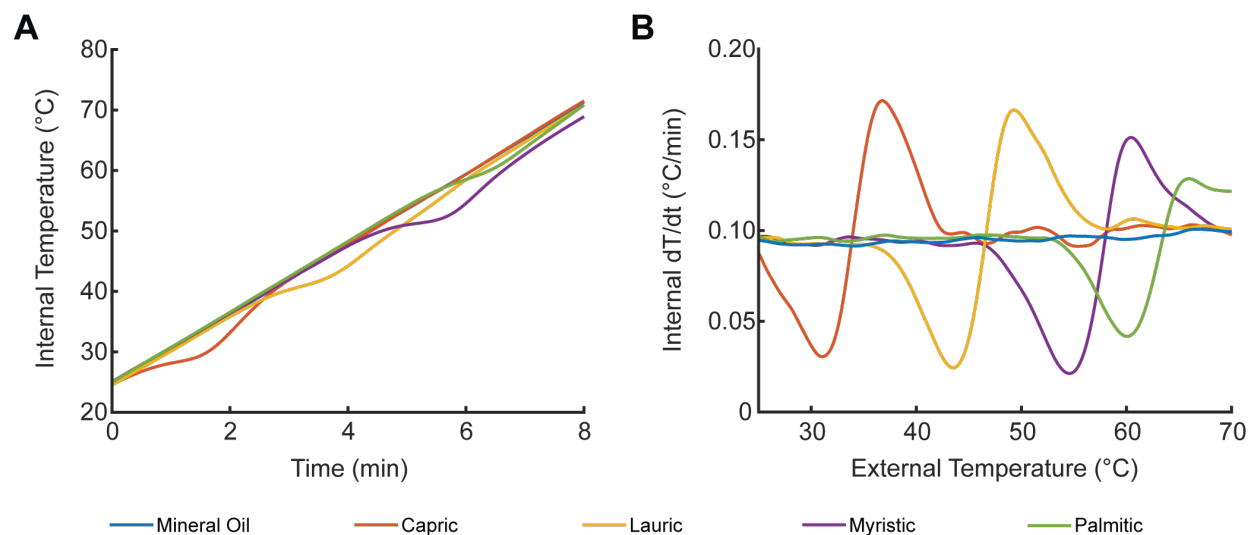 A
Internal Temperature (°C)
80
70
60
50
40
30
20
0
2
4
6
8
Time (min)
B
Internal dT/dt (°C/min)
0.20
0.15
0.10
0.05
0
30
40
50
60
70
External Temperature (°C)
Mineral Oil
Capric
Lauric
Myristic
Palmitic